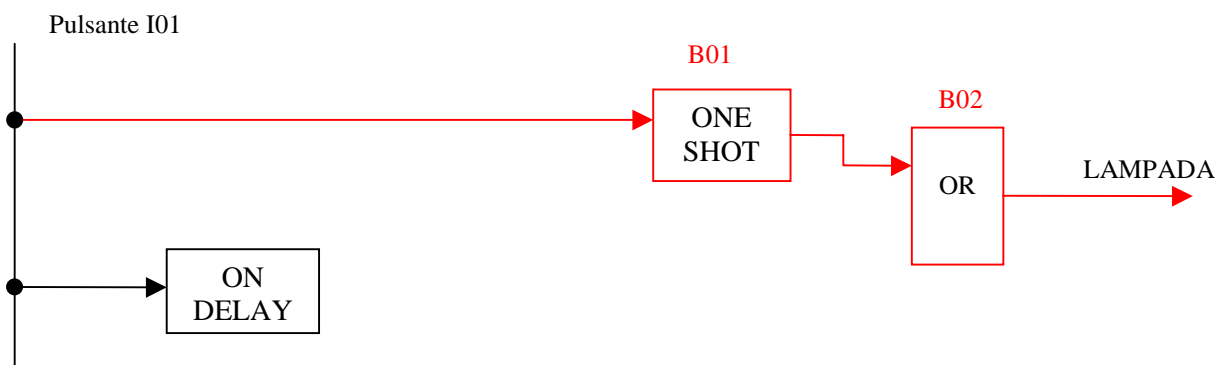 Pulsante I01
B01
ONE
SHOT
B02
OR
LAMPADA
ON
DELAY